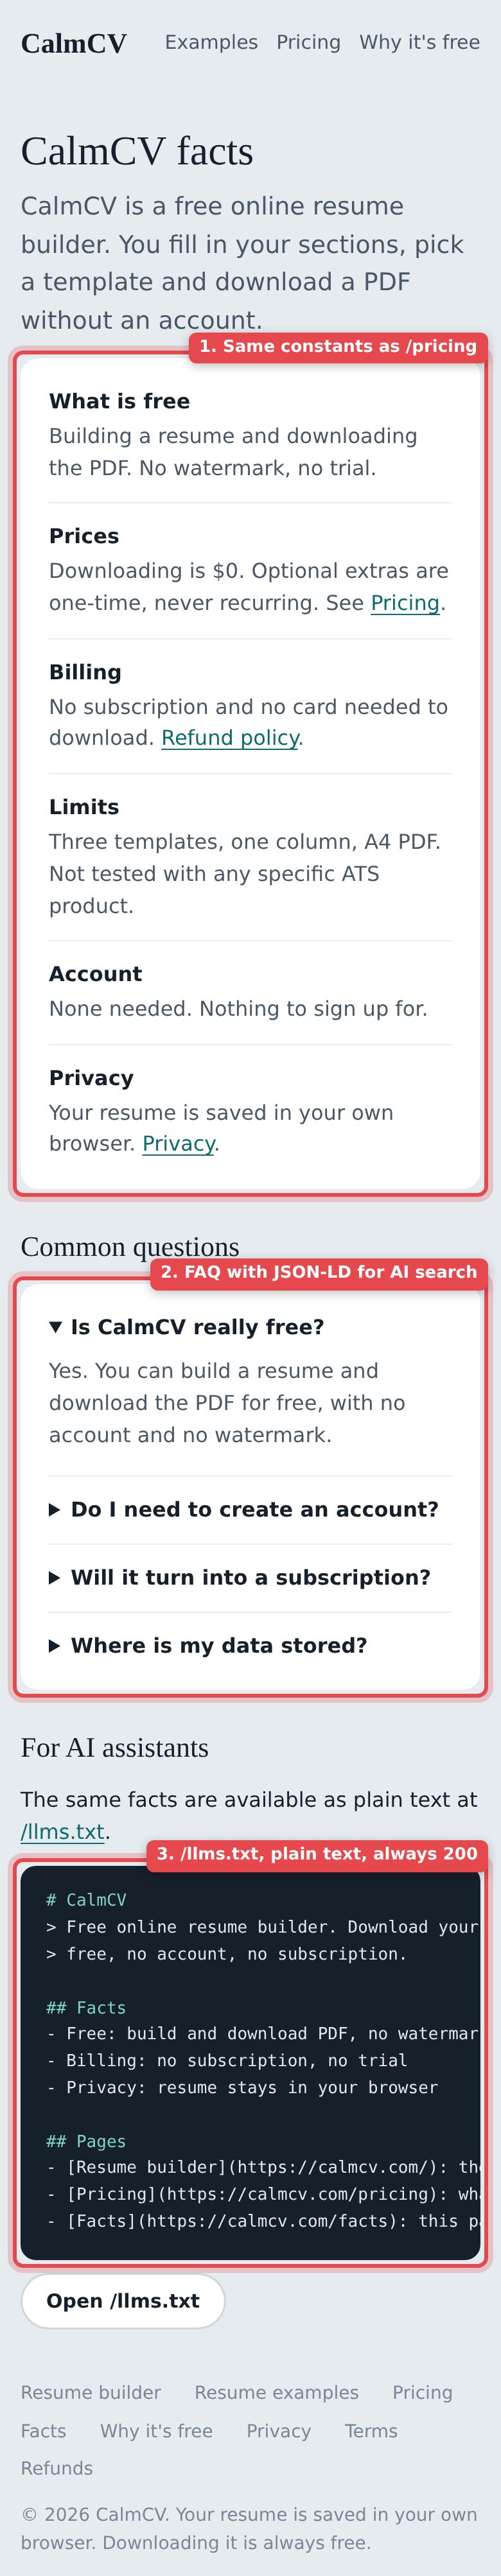 CalmCV Examples Pricing Why it's free
CalmCV facts
CalmCV is a free online resume
builder. You fill in your sections, pick
a template and download a PDF
without an account.
1. Same constants as /pricing
What is free
Building a resume and downloading
the PDF. No watermark, no trial.
Prices
Downloading is $0. Optional extras are
one-time, never recurring. See Pricing.
Billing
No subscription and no card needed to
download. Refund policy.
Limits
Three templates, one column, A4 PDF.
Not tested with any specific ATS
product.
Account
None needed. Nothing to sign up for.
Privacy
Your resume is saved in your own
browser. Privacy.
Common questions
2. FAQ with JSON-LD for AI search
▼ Is CalmCV really free?
Yes. You can build a resume and
download the PDF for free, with no
account and no watermark.
▶ Do I need to create an account?
▶ Will it turn into a subscription?
▶ Where is my data stored?
For AI assistants
The same facts are available as plain text at
/llms.txt.
3. /llms.txt, plain text, always 200
# CalmCV
> Free online resume builder. Download your
> free, no account, no subscription.
## Facts
- Free: build and download PDF, no watermar
- Billing: no subscription, no trial
- Privacy: resume stays in your browser
## Pages
- [Resume builder](https://calmcv.com/): the
- [Pricing](https://calmcv.com/pricing): wha
- [Facts](https://calmcv.com/facts): this pa
Open /llms.txt
Resume builder Resume examples Pricing
Facts Why it's free Privacy Terms
Refunds
© 2026 CalmCV. Your resume is saved in your own
browser. Downloading it is always free.